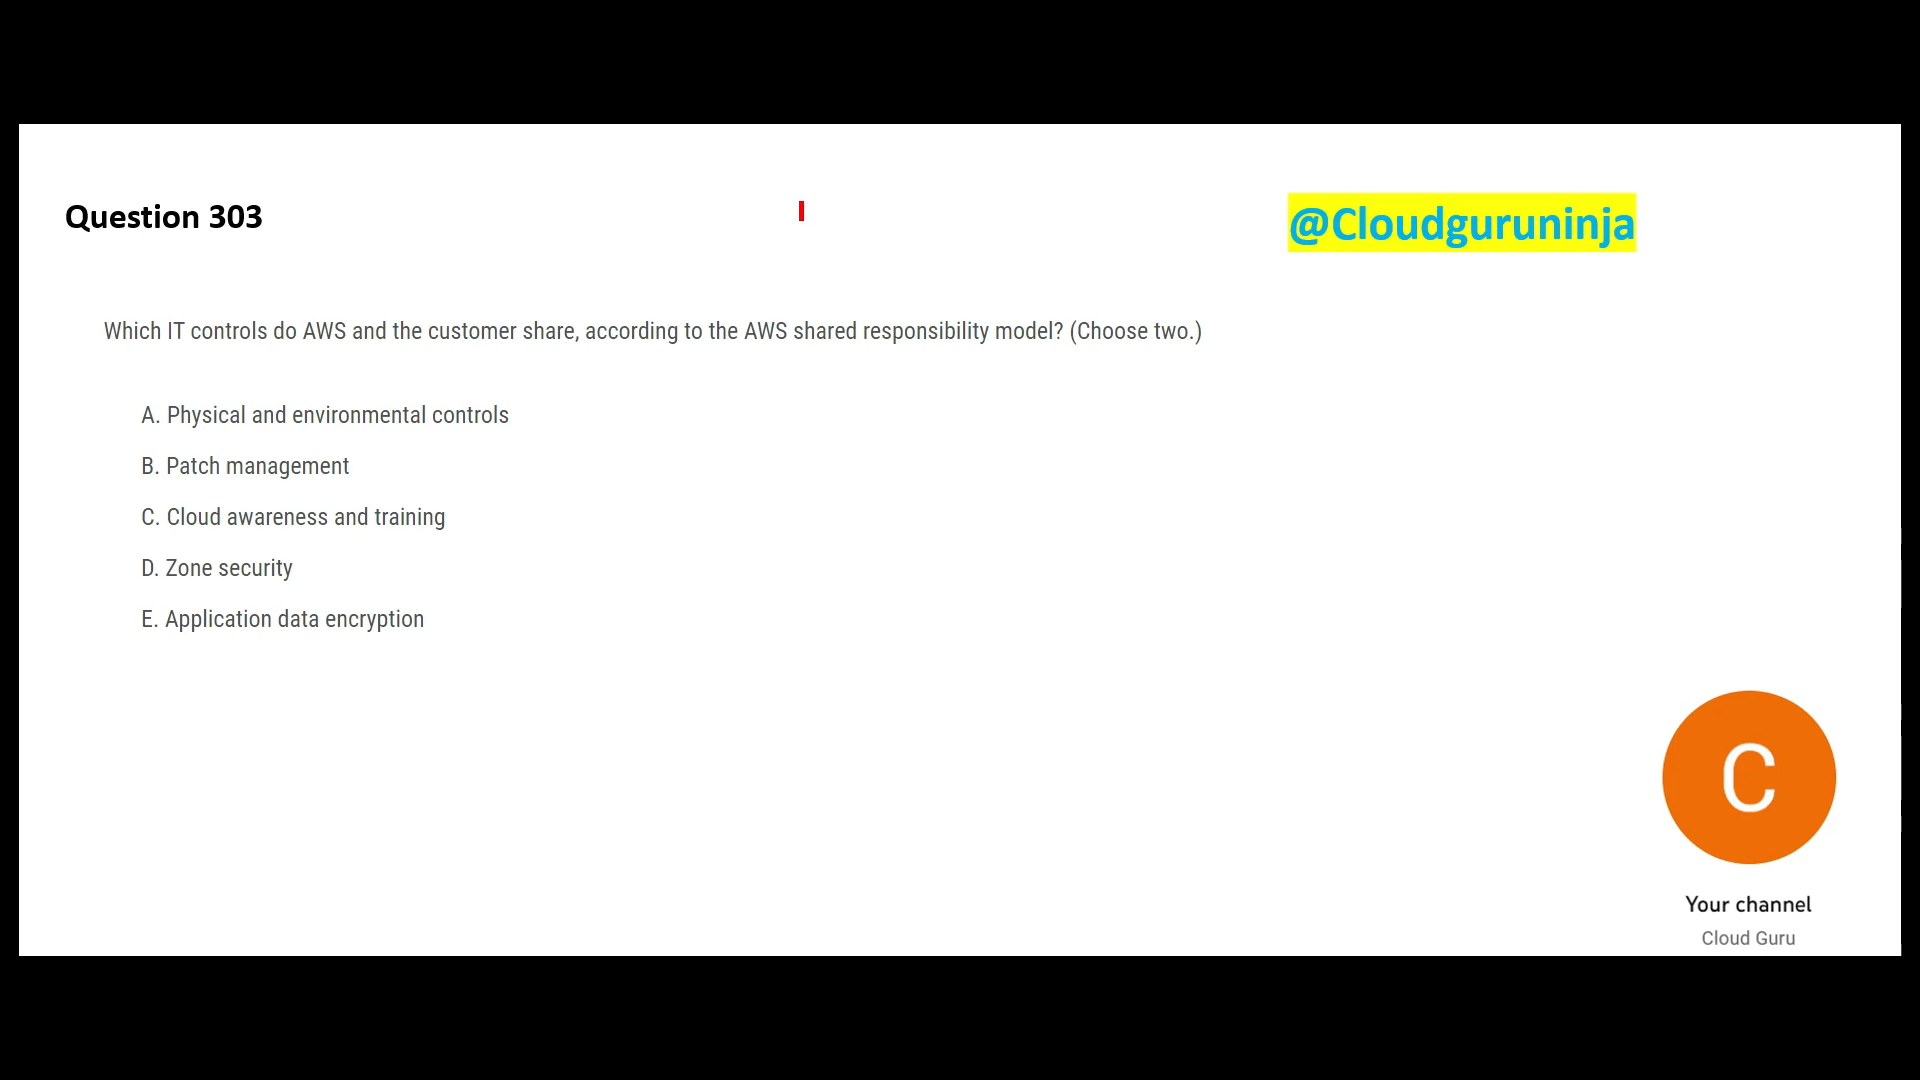 Question 303
@Cloudguruninja
Which IT controls do AWS and the customer share, according to the AWS shared responsibility model? (Choose two.)
A. Physical and environmental controls
B. Patch management
C. Cloud awareness and training
D. Zone security
E. Application data encryption
C
Your channel
Cloud Guru